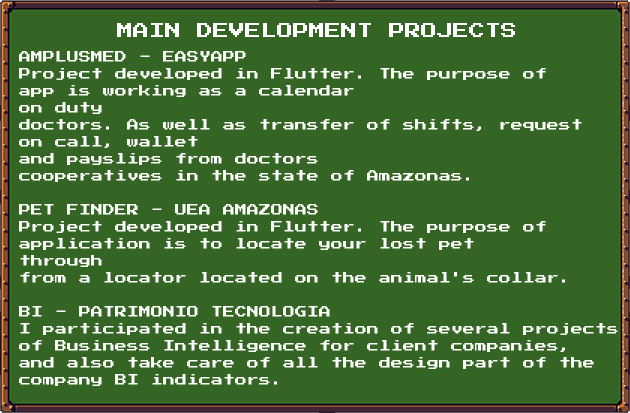 MAIN DEVELOPMENT PROJECTS
AMPLUSMED - EASYAPP
Project developed in Flutter. The purpose of
app is working as a calendar
on duty
doctors. As well as transfer of shifts, request
on call, wallet
and payslips from doctors
cooperatives in the state of Amazonas.
PET FINDER - UEA AMAZONAS
Project developed in Flutter. The purpose of
application is to locate your lost pet
through
from a locator located on the animal's collar.
BI - PATRIMONIO TECNOLOGIA
I participated in the creation of several projects
of Business Intelligence for client companies,
and also take care of all the design part of the
company BI indicators.